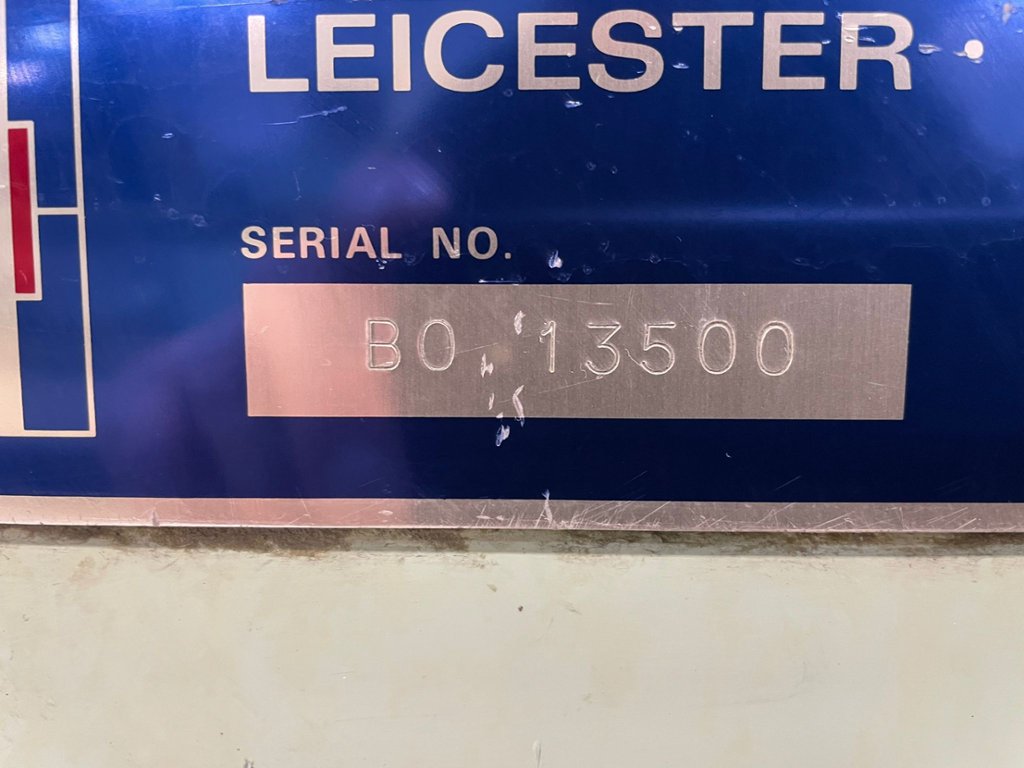 LEICESTER
SERIAL NO.
BO 13500